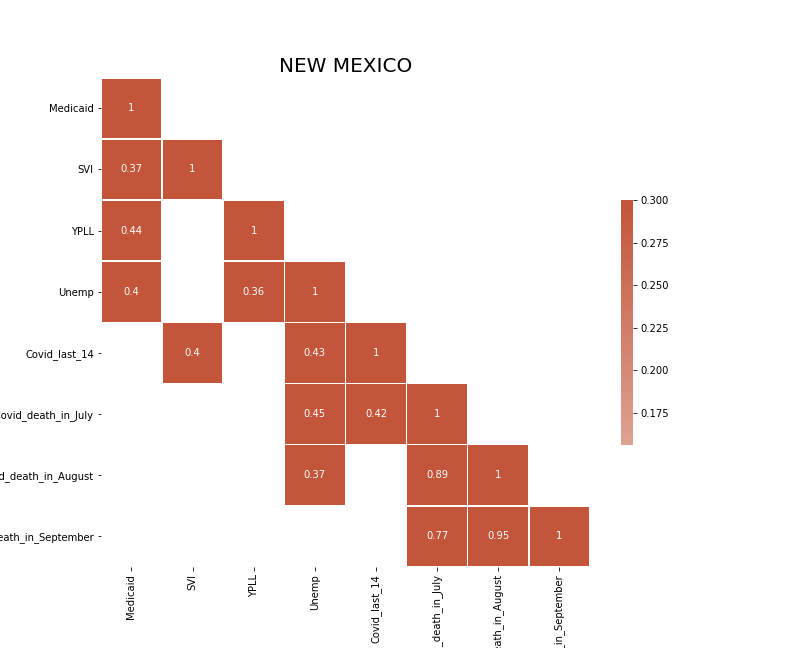 NEW MEXICO
Medicaid 1
SVI 0.37 1
YPLL 0.44 1
Unemp 0.4 0.36 1
Covid_last_14 0.4 0.43 1
ovid_death_in_July 0.45 0.42 1
d_death_in_August 0.37 0.89 1
eath_in_September 0.77 0.95 1
0.300
0.275
0.250
0.225
0.200
0.175
Medicaid
SVI
YPLL
Unemp
Covid_last_14
_death_in_July
eath_in_August
_in_September